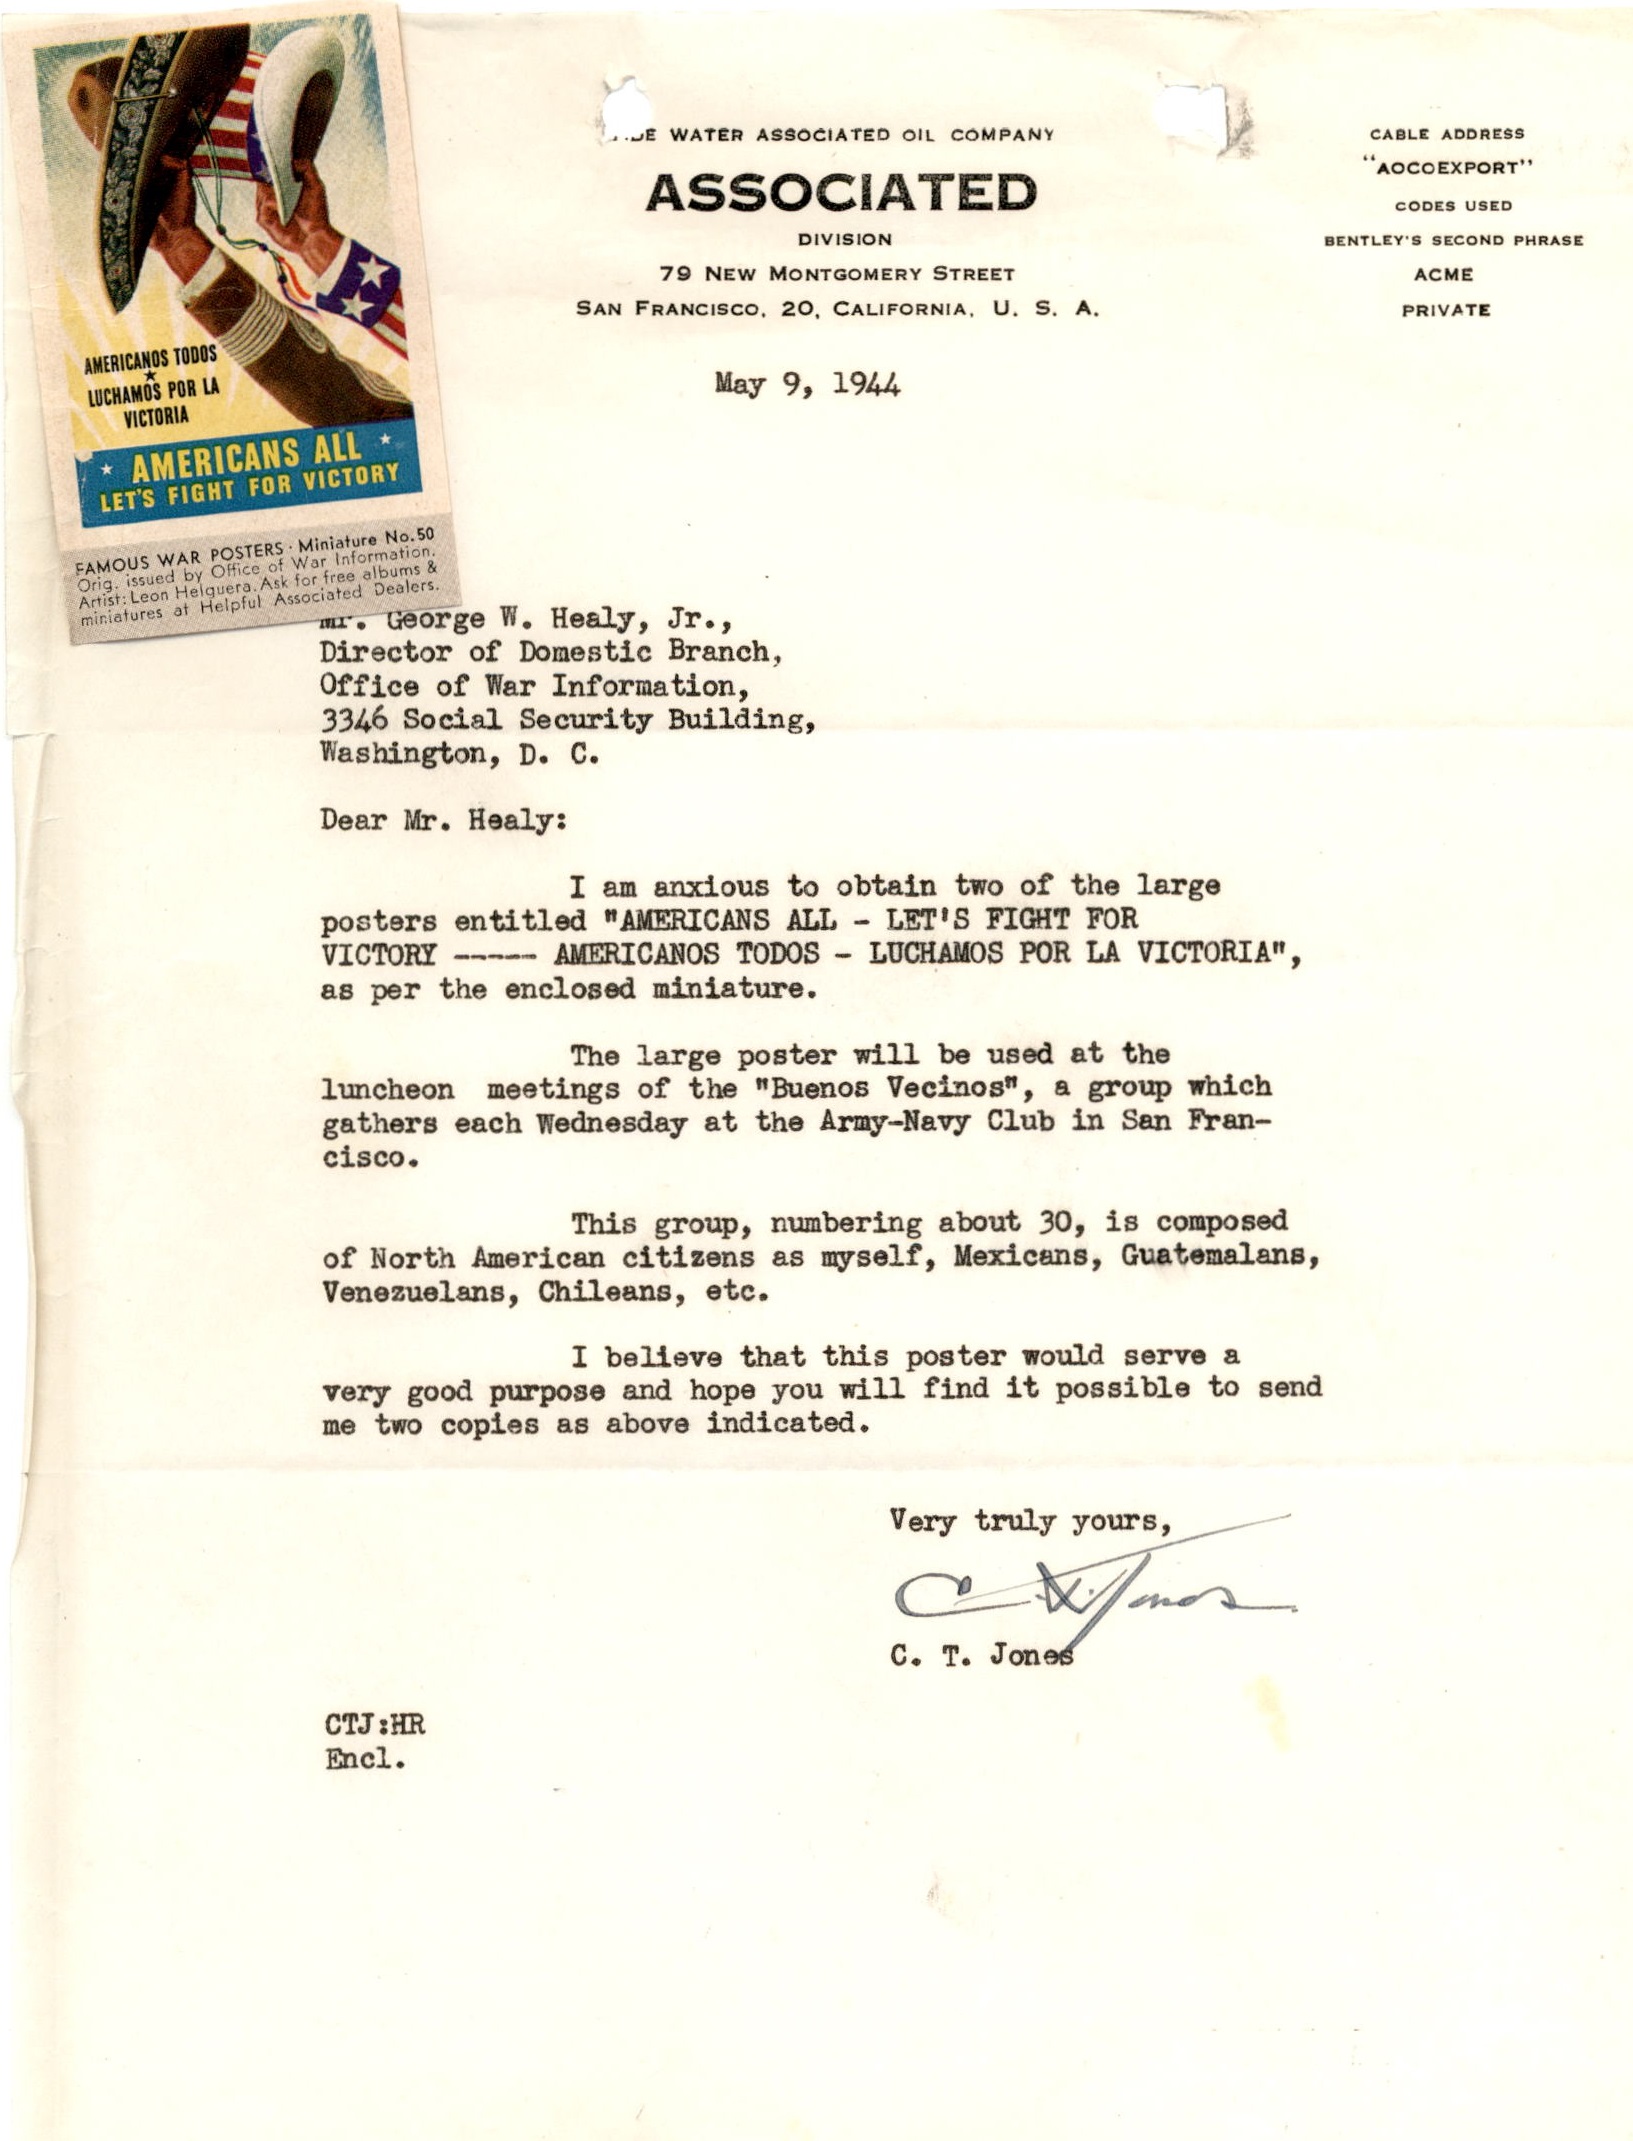 AMERICANOS TODOS
★
LUCHAMOS POR LA
VICTORIA
★ AMERICANS ALL ★
LET'S FIGHT FOR VICTORY
FAMOUS WAR POSTERS · Miniature No.50
Orig. issued by Office of War Information.
Artist: Leon Helguera. Ask for free albums &
miniatures at Helpful Associated Dealers.
WATER ASSOCIATED OIL COMPANY
ASSOCIATED
DIVISION
79 NEW MONTGOMERY STREET
SAN FRANCISCO, 20, CALIFORNIA, U. S. A.
CABLE ADDRESS
"AOCOEXPORT"
CODES USED
BENTLEY'S SECOND PHRASE
ACME
PRIVATE
May 9, 1944
Mr. George W. Healy, Jr.,
Director of Domestic Branch,
Office of War Information,
3346 Social Security Building,
Washington, D. C.
Dear Mr. Healy:
I am anxious to obtain two of the large
posters entitled "AMERICANS ALL - LET'S FIGHT FOR
VICTORY ----- AMERICANOS TODOS - LUCHAMOS POR LA VICTORIA",
as per the enclosed miniature.
The large poster will be used at the
luncheon meetings of the "Buenos Vecinos", a group which
gathers each Wednesday at the Army-Navy Club in San Fran-
cisco.
This group, numbering about 30, is composed
of North American citizens as myself, Mexicans, Guatemalans,
Venezuelans, Chileans, etc.
I believe that this poster would serve a
very good purpose and hope you will find it possible to send
me two copies as above indicated.
Very truly yours,
C. T. Jones
C. T. Jones
CTJ:HR
Encl.